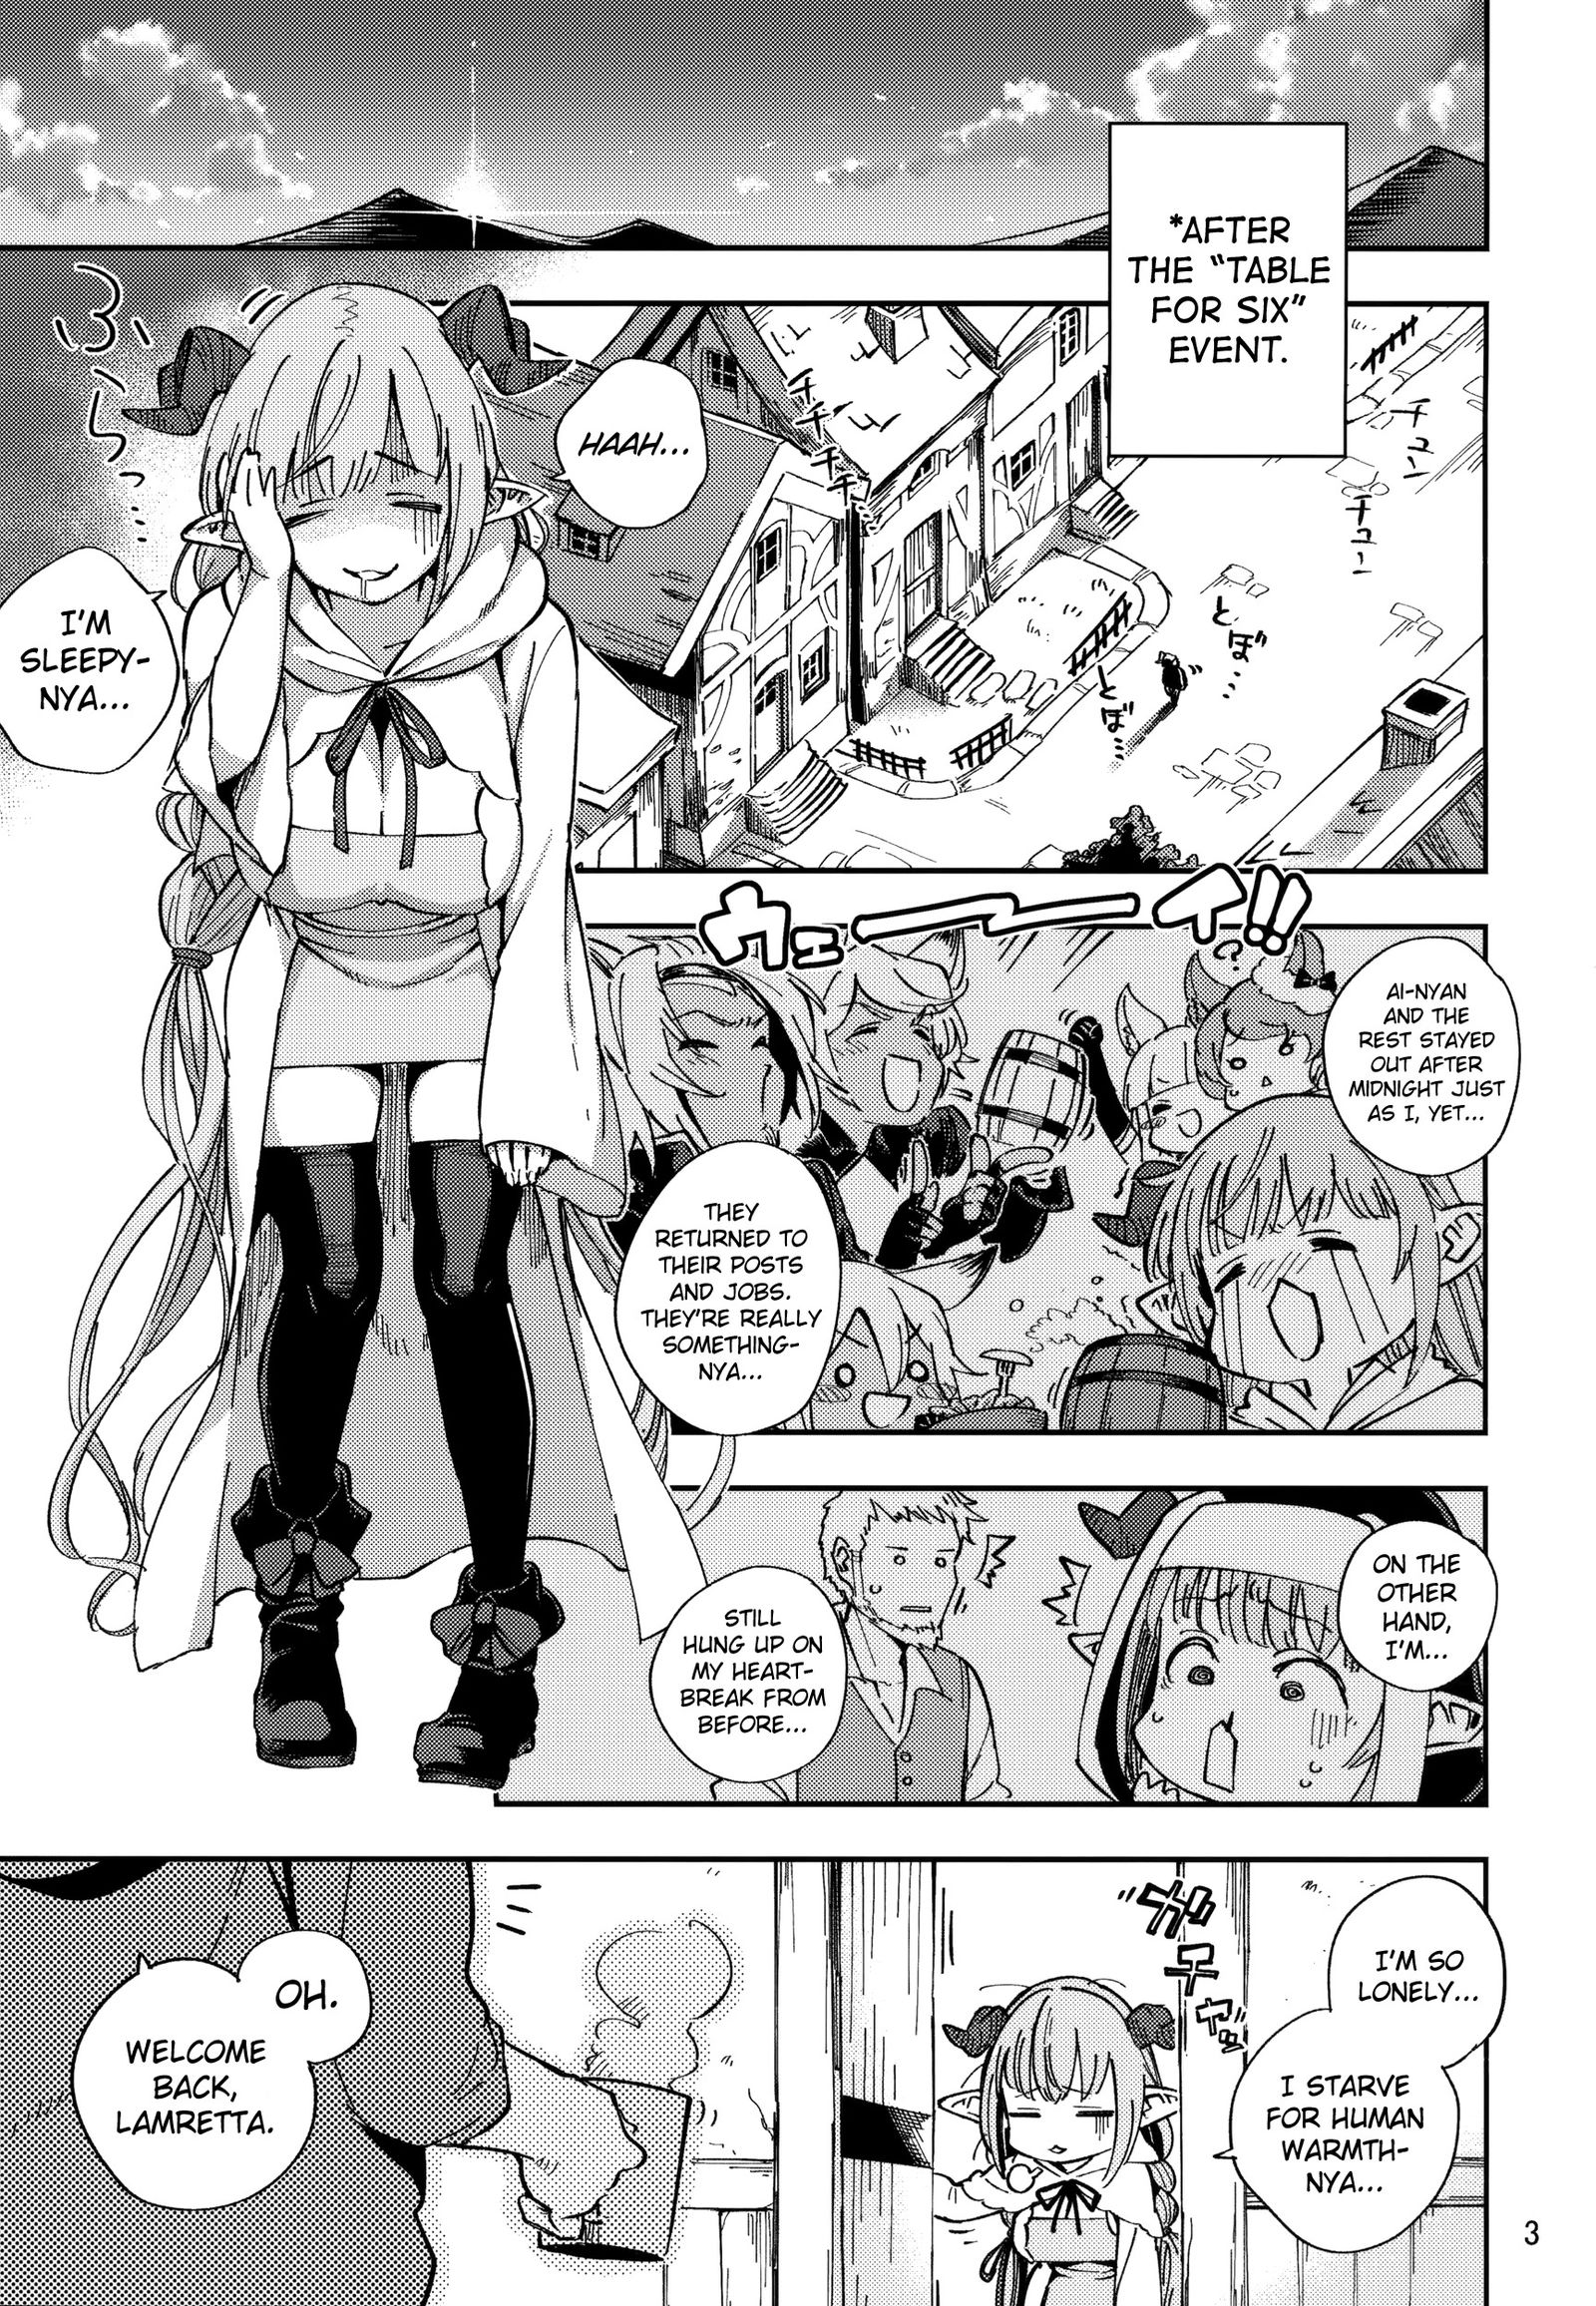 *AFTER
THE "TABLE
FOR SIX"
EVENT.
チチチチチ…
チュン
チュン
とぼ…
とぼ…
HAAH...
ふらっ…
I'M
SLEEPY-
NYA...
ウェーーイ!!
?
AI-NYAN
AND THE
REST STAYED
OUT AFTER
MIDNIGHT JUST
AS I, YET...
THEY
RETURNED TO
THEIR POSTS
AND JOBS.
THEY'RE REALLY
SOMETHING-
NYA...
ON THE
OTHER
HAND,
I'M...
STILL
HUNG UP ON
MY HEART-
BREAK FROM
BEFORE...
I'M SO
LONELY...
I STARVE
FOR HUMAN
WARMTH-
NYA...
ガチャッ
OH.
WELCOME
BACK,
LAMRETTA.
3